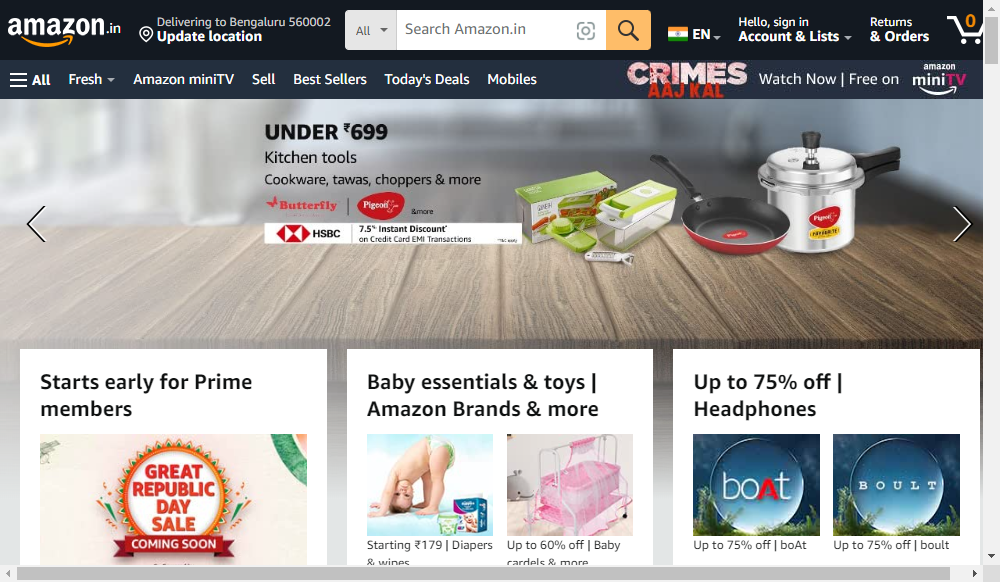 amazon.in
Delivering to Bengaluru 560002
Update location
All
Search Amazon.in
EN
Hello, sign in
Account & Lists
Returns
& Orders
0
All
Fresh
Amazon miniTV
Sell
Best Sellers
Today's Deals
Mobiles
CRIMES
AAJ KAL
Watch Now | Free on
amazon
miniTV
UNDER ₹699
Kitchen tools
Cookware, tawas, choppers & more
Butterfly | Pigeon &more
HSBC
7.5% Instant Discount*
on Credit Card EMI Transactions
*T&C apply
Pigeon
Pigeon
FAVOURITE
Starts early for Prime
members
GREAT
REPUBLIC
DAY
SALE
COMING SOON
Baby essentials & toys |
Amazon Brands & more
Starting ₹179 | Diapers
& wipes
Up to 60% off | Baby
cardels & more
Up to 75% off |
Headphones
boAt
BOULT
Up to 75% off | boAt
Up to 75% off | boult